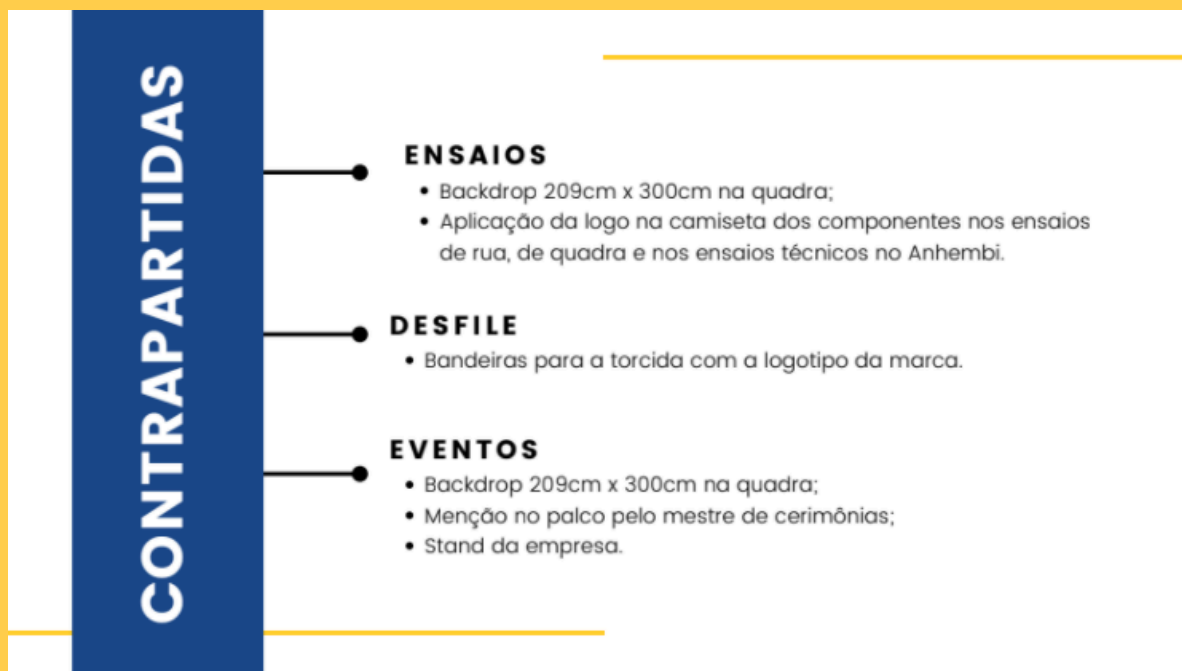 CONTRAPARTIDAS
ENSAIOS
• Backdrop 209cm x 300cm na quadra;
• Aplicação da logo na camiseta dos componentes nos ensaios
de rua, de quadra e nos ensaios técnicos no Anhembi.
DESFILE
• Bandeiras para a torcida com a logotipo da marca.
EVENTOS
• Backdrop 209cm x 300cm na quadra;
• Menção no palco pelo mestre de cerimônias;
• Stand da empresa.